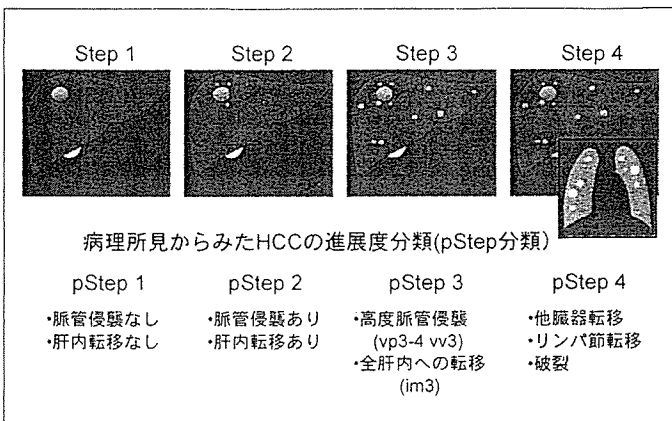 Step 1 Step 2 Step 3 Step 4
病理所見からみたHCCの進展度分類(pStep分類)
pStep 1 pStep 2 pStep 3 pStep 4
・脈管侵襲なし ・脈管侵襲あり ・高度脈管侵襲 ・他臓器転移
・肝内転移なし ・肝内転移あり (vp3-4 vv3) ・リンパ節転移
・全肝内への転移 ・破裂
(im3)